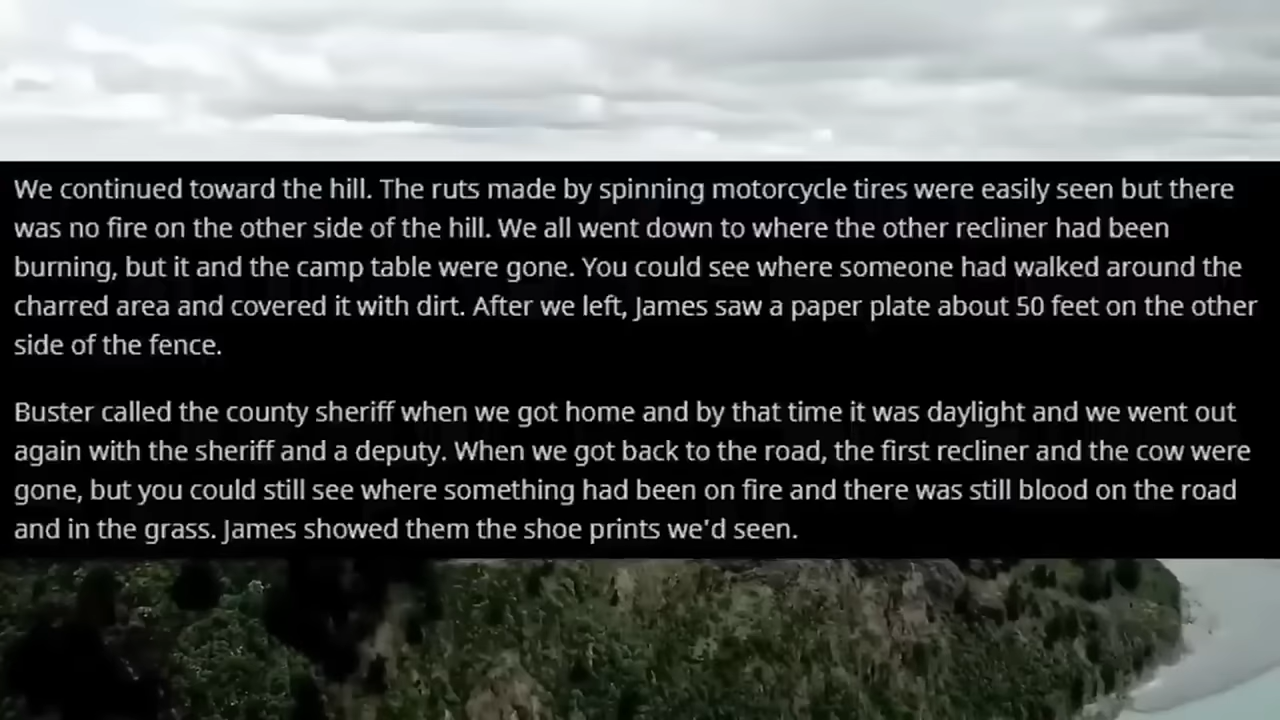 We continued toward the hill. The ruts made by spinning motorcycle tires were easily seen but there
was no fire on the other side of the hill. We all went down to where the other recliner had been
burning, but it and the camp table were gone. You could see where someone had walked around the
charred area and covered it with dirt. After we left, James saw a paper plate about 50 feet on the other
side of the fence.
Buster called the county sheriff when we got home and by that time it was daylight and we went out
again with the sheriff and a deputy. When we got back to the road, the first recliner and the cow were
gone, but you could still see where something had been on fire and there was still blood on the road
and in the grass. James showed them the shoe prints we'd seen.